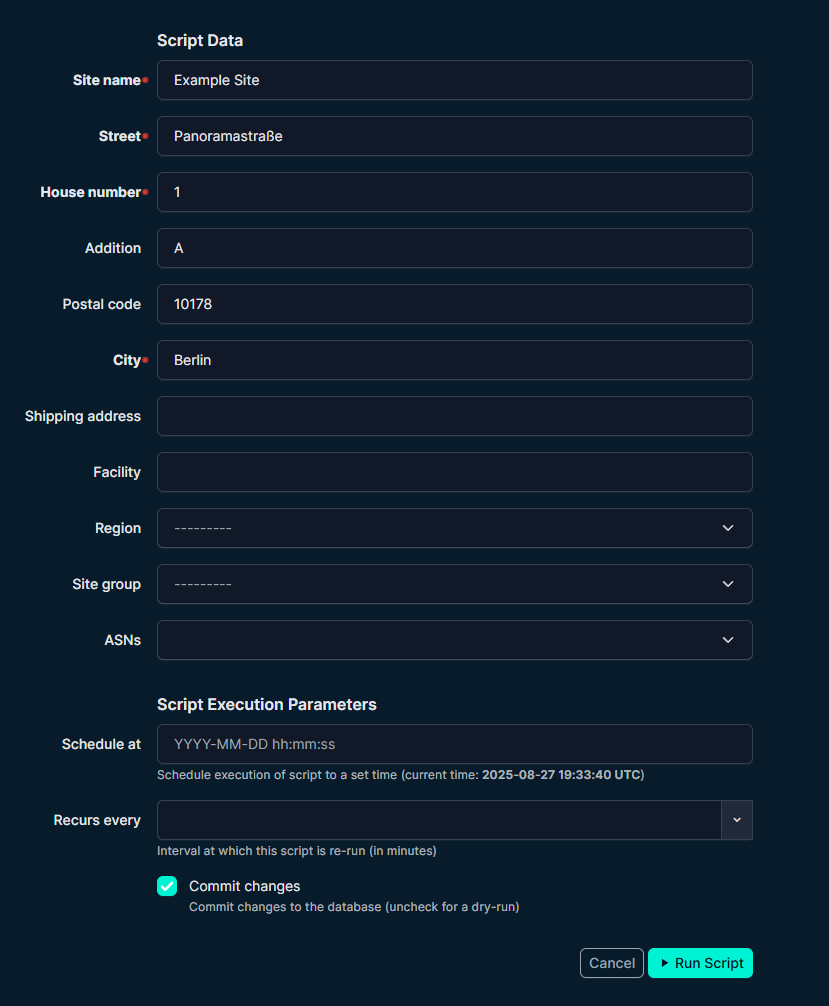 Script Data
Site name
Example Site
Street
Panoramastraße
House number
1
Addition
A
Postal code
10178
City
Berlin
Shipping address
Facility
Region
---------
Site group
---------
ASNs
Script Execution Parameters
Schedule at
YYYY-MM-DD hh:mm:ss
Schedule execution of script to a set time (current time: 2025-08-27 19:33:40 UTC)
Recurs every
Interval at which this script is re-run (in minutes)
Commit changes
Commit changes to the database (uncheck for a dry-run)
Cancel
Run Script